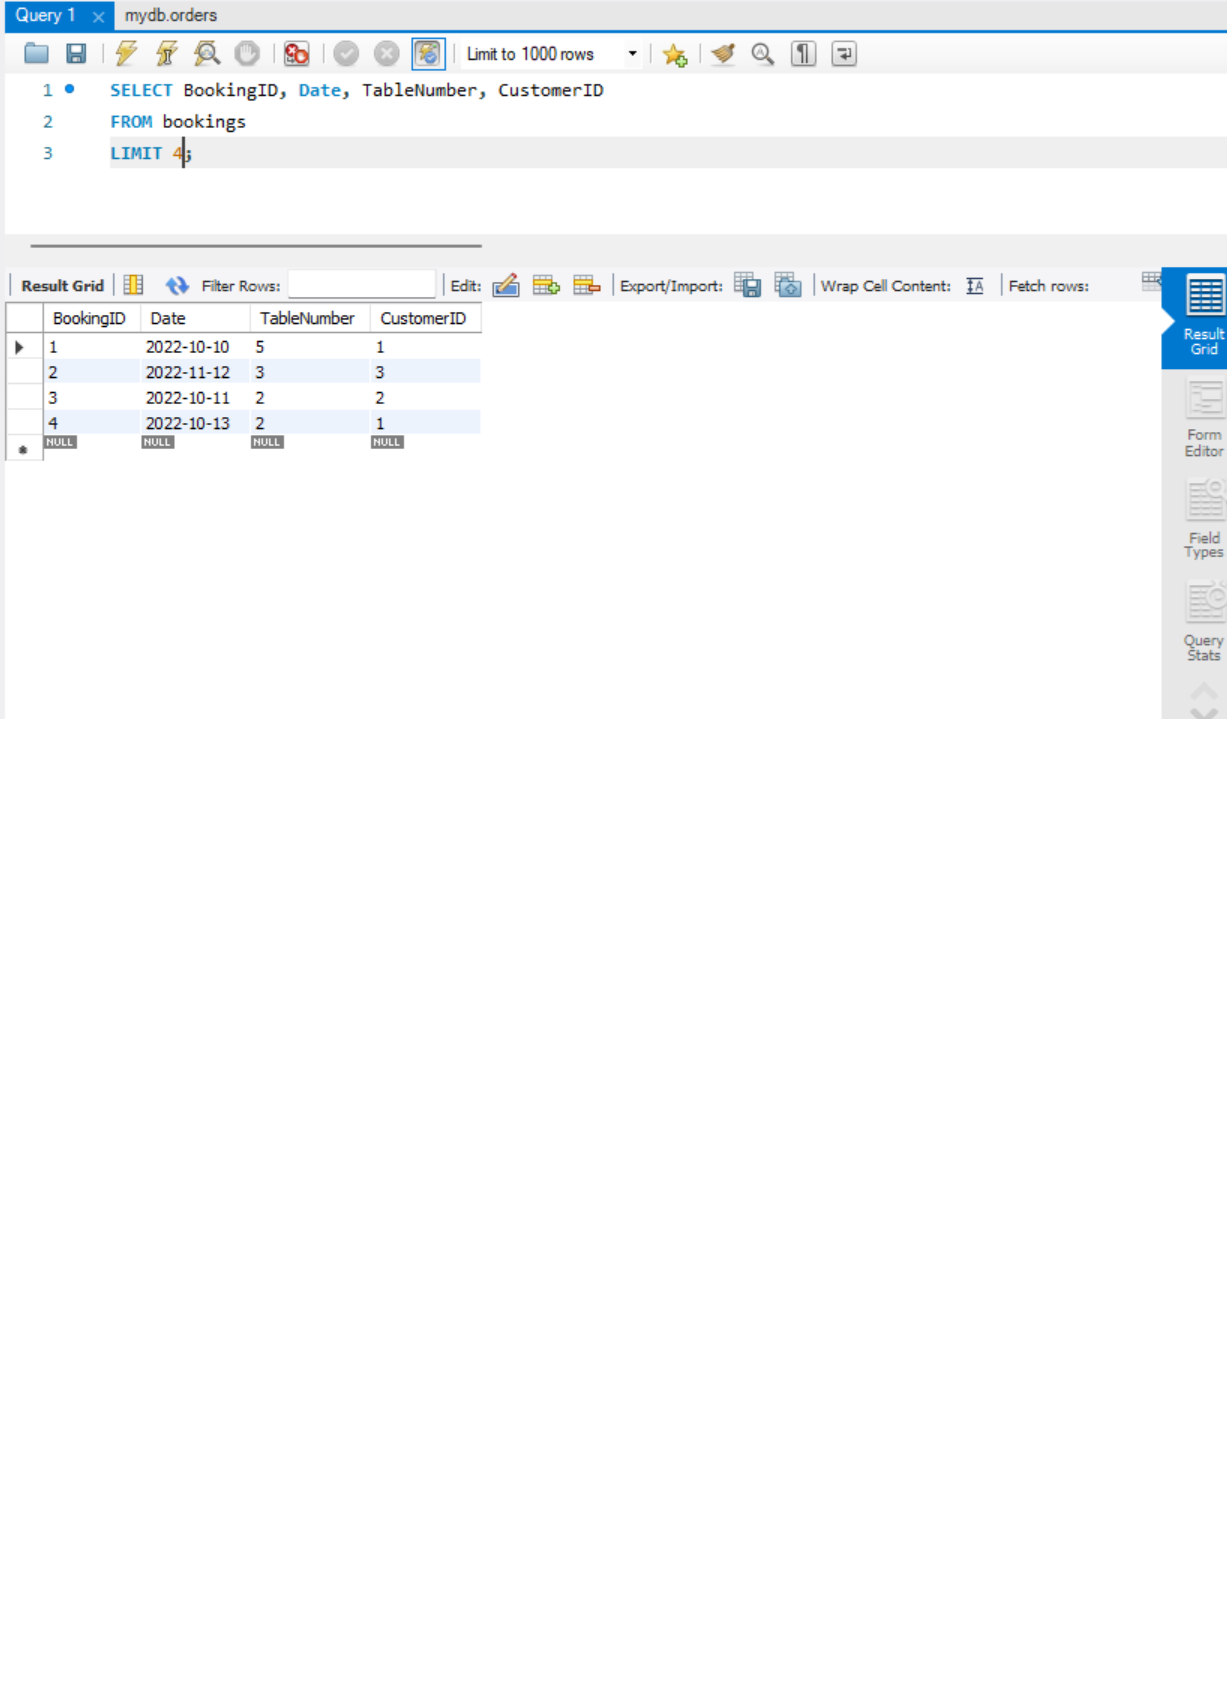 Query 1 mydb.orders
Limit to 1000 rows
1 SELECT BookingID, Date, TableNumber, CustomerID
2 FROM bookings
3 LIMIT 4;
Result Grid Filter Rows: Edit: Export/Import: Wrap Cell Content: Fetch rows:
BookingID Date TableNumber CustomerID
1 2022-10-10 5 1
2 2022-11-12 3 3
3 2022-10-11 2 2
4 2022-10-13 2 1
NULL NULL NULL NULL
Result
Grid
Form
Editor
Field
Types
Query
Stats